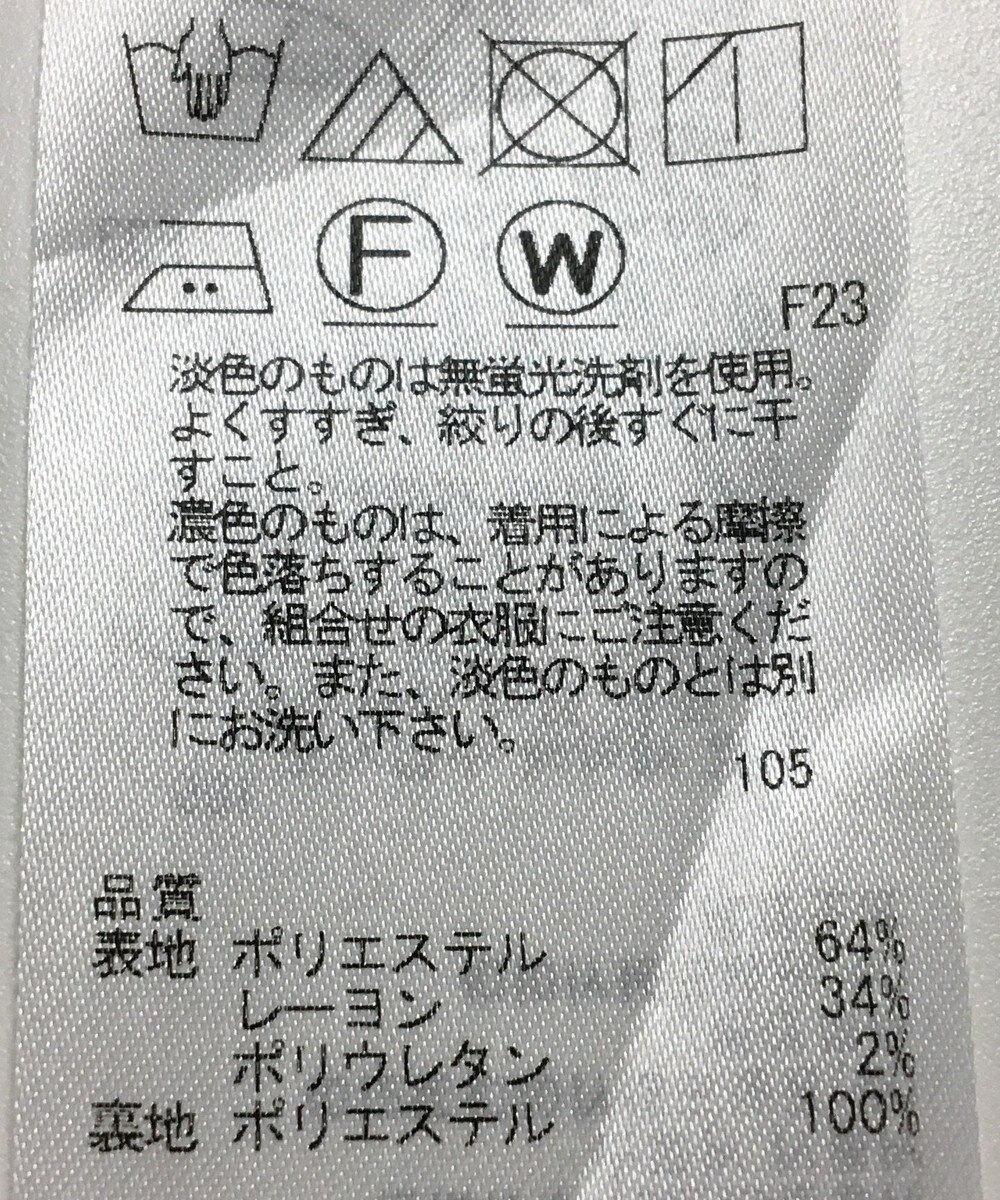 F W
F23
淡色のものは無蛍光洗剤を使用。
よくすすぎ、絞りの後すぐに干
すこと。
濃色のものは、着用による摩擦
で色落ちすることがありますの
で、組合せの衣服にご注意くだ
さい。また、淡色のものとは別
にお洗い下さい。
105
品質
表地 ポリエステル 64%
レーヨン 34%
ポリウレタン 2%
裏地 ポリエステル 100%